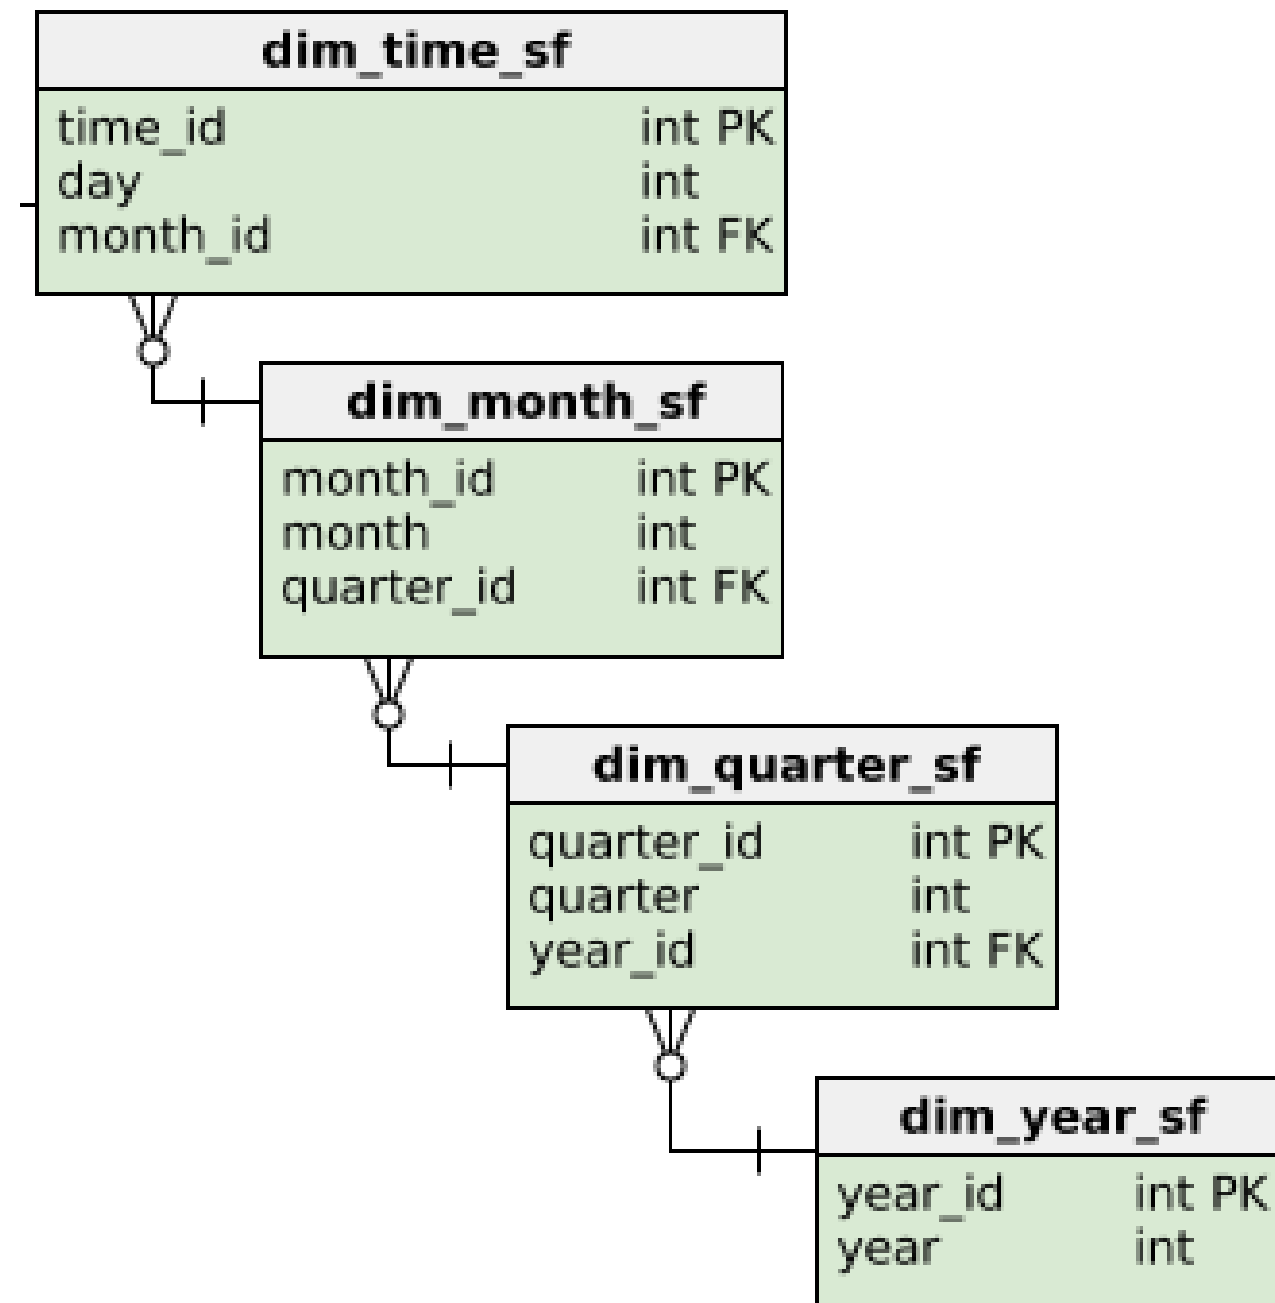 dim_time_sf
time_id int PK
day int
month_id int FK
dim_month_sf
month_id int PK
month int
quarter_id int FK
dim_quarter_sf
quarter_id int PK
quarter int
year_id int FK
dim_year_sf
year_id int PK
year int